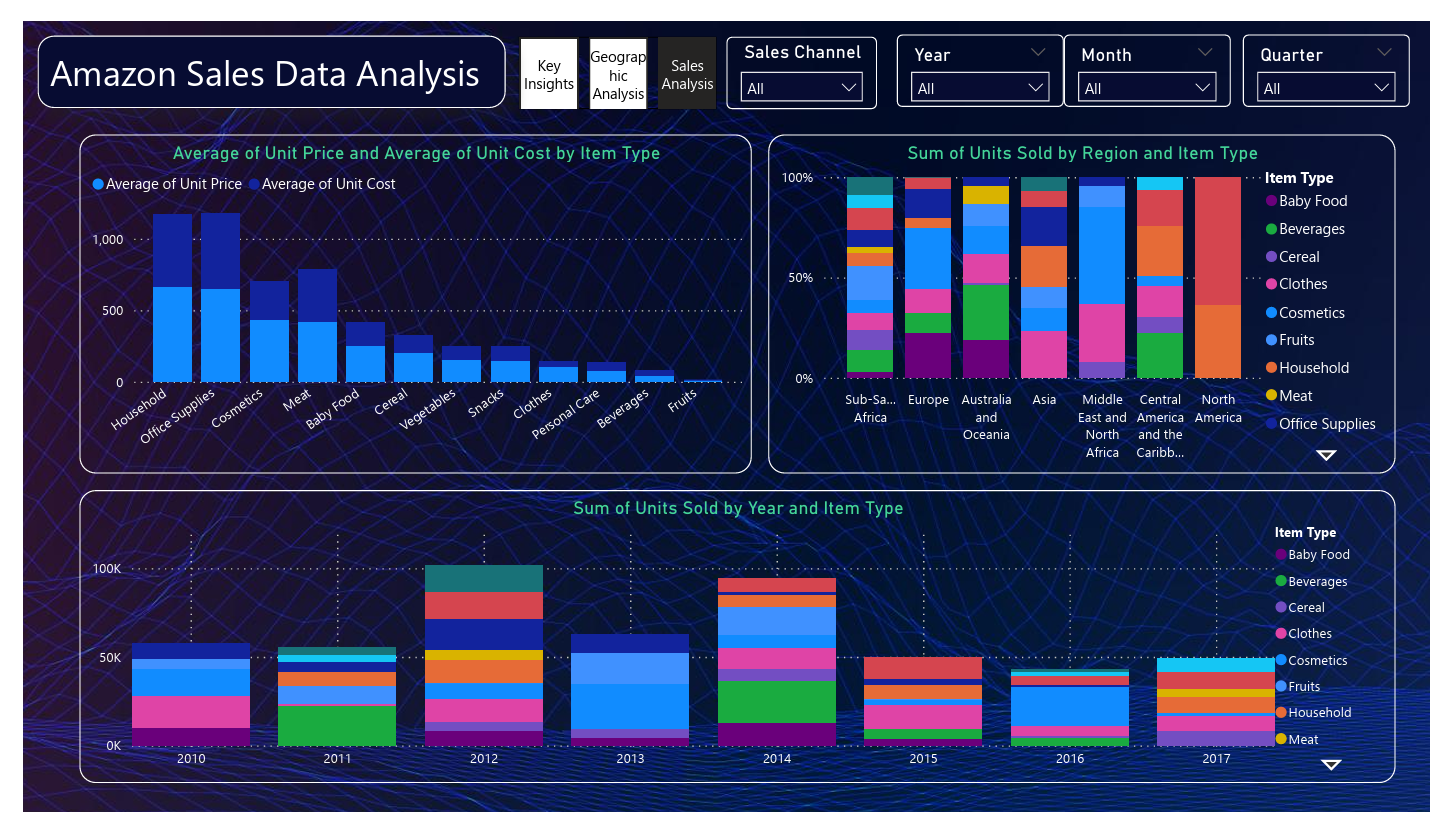 Amazon Sales Data Analysis
Key
Insights
Geograp
hic
Analysis
Sales
Analysis
Sales Channel
All
Year
All
Month
All
Quarter
All
Average of Unit Price and Average of Unit Cost by Item Type
Average of Unit Price Average of Unit Cost
1,000
500
0
Household
Office Supplies
Cosmetics
Meat
Baby Food
Cereal
Vegetables
Snacks
Clothes
Personal Care
Beverages
Fruits
Sum of Units Sold by Region and Item Type
100%
50%
0%
Sub-Sa...
Africa
Europe
Australia
and
Oceania
Asia
Middle
East and
North
Africa
Central
America
and the
Caribb...
North
America
Item Type
Baby Food
Beverages
Cereal
Clothes
Cosmetics
Fruits
Household
Meat
Office Supplies
Sum of Units Sold by Year and Item Type
100K
50K
0K
2010 2011 2012 2013 2014 2015 2016 2017
Item Type
Baby Food
Beverages
Cereal
Clothes
Cosmetics
Fruits
Household
Meat